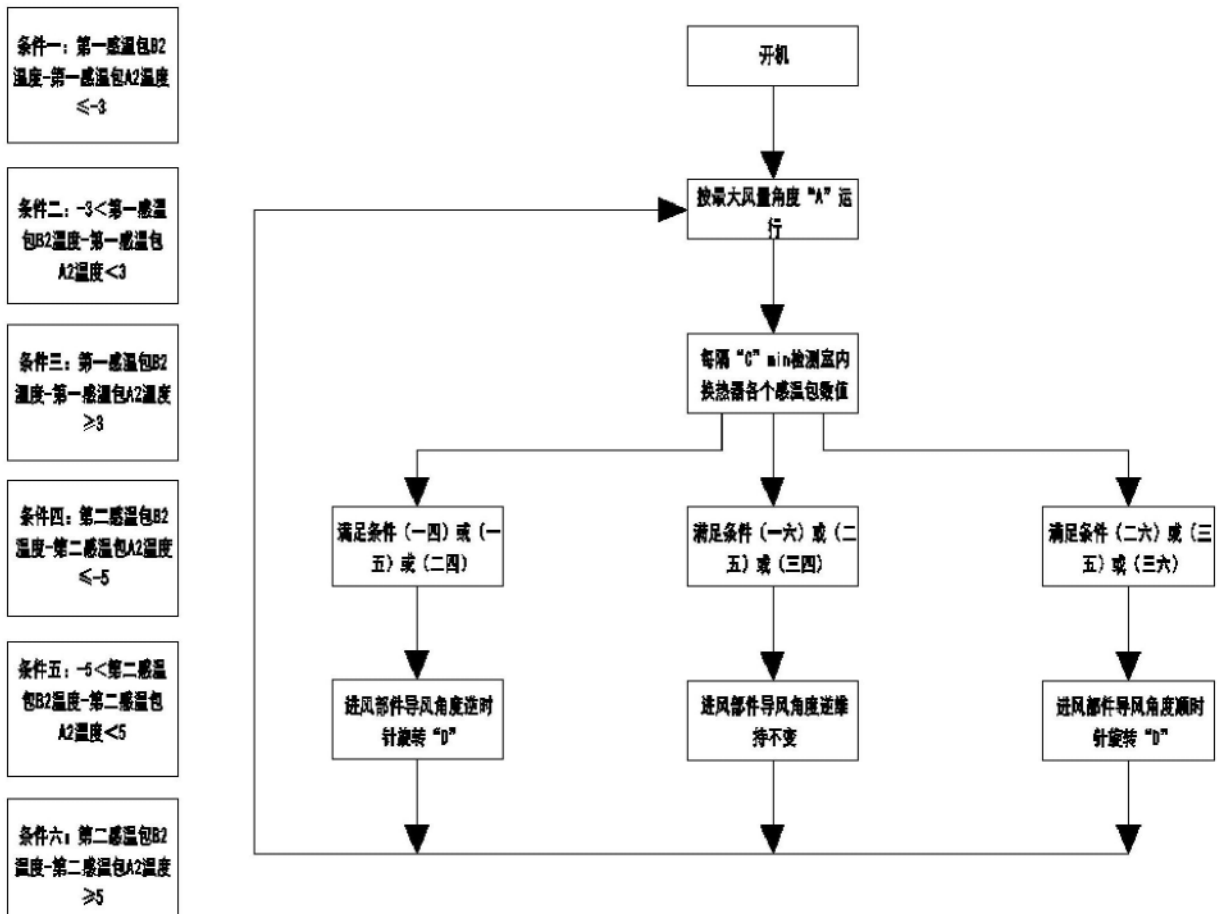 条件一：第一感温包B2
温度-第一感温包A2温度
≤-3
条件二：-3＜第一感温
包B2温度-第一感温包
A2温度＜3
条件三：第一感温包B2
温度-第一感温包A2温度
≥3
条件四：第二感温包B2
温度-第二感温包A2温度
≤-5
条件五：-5＜第二感温
包B2温度-第二感温包
A2温度＜5
条件六：第二感温包B2
温度-第二感温包A2温度
≥5
开机
按最大风量角度“A”运
行
每隔“C”min检测室内
换热器各个感温包数值
满足条件（一四）或（一
五）或（二四）
满足条件（一六）或（二
五）或（三四）
满足条件（二六）或（三
五）或（三六）
进风部件导风角度逆时
针旋转“D”
进风部件导风角度逆维
持不变
进风部件导风角度顺时
针旋转“D”